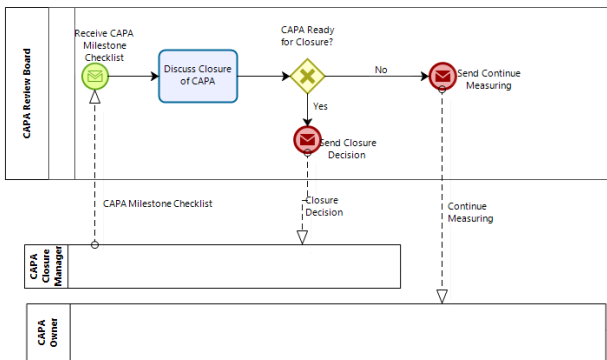 CAPA Review Board
Receive CAPA
Milestone
Checklist
Discuss Closure
of CAPA
CAPA Ready
for Closure?
No
Send Continue
Measuring
Yes
Send Closure
Decision
CAPA Milestone Checklist
Closure
Decision
Continue
Measuring
CAPA
Closure
Manager
CAPA
Owner